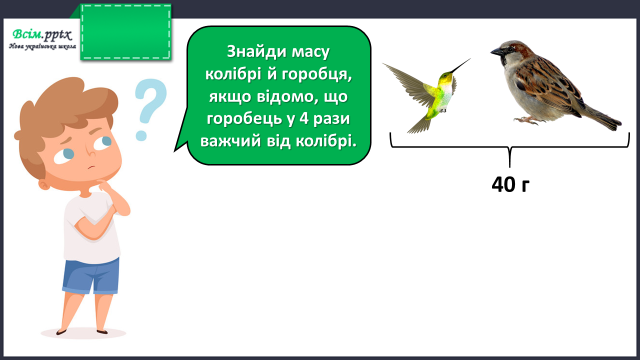 Всім.pptx
Нова українська школа
Знайди масу
колібрі й горобця,
якщо відомо, що
горобець у 4 рази
важчий від колібрі.
40 г